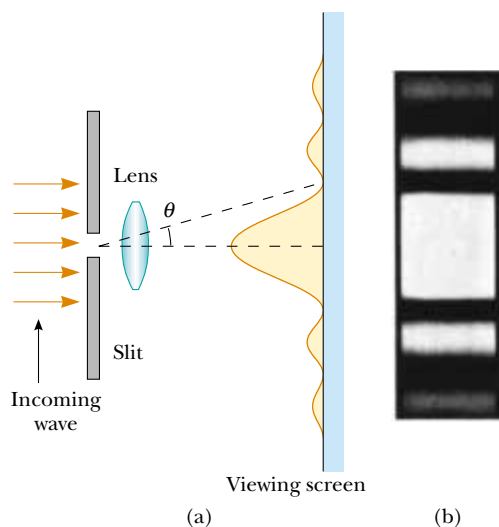 Lens
θ
Slit
Incoming
wave
Viewing screen
(a)
(b)